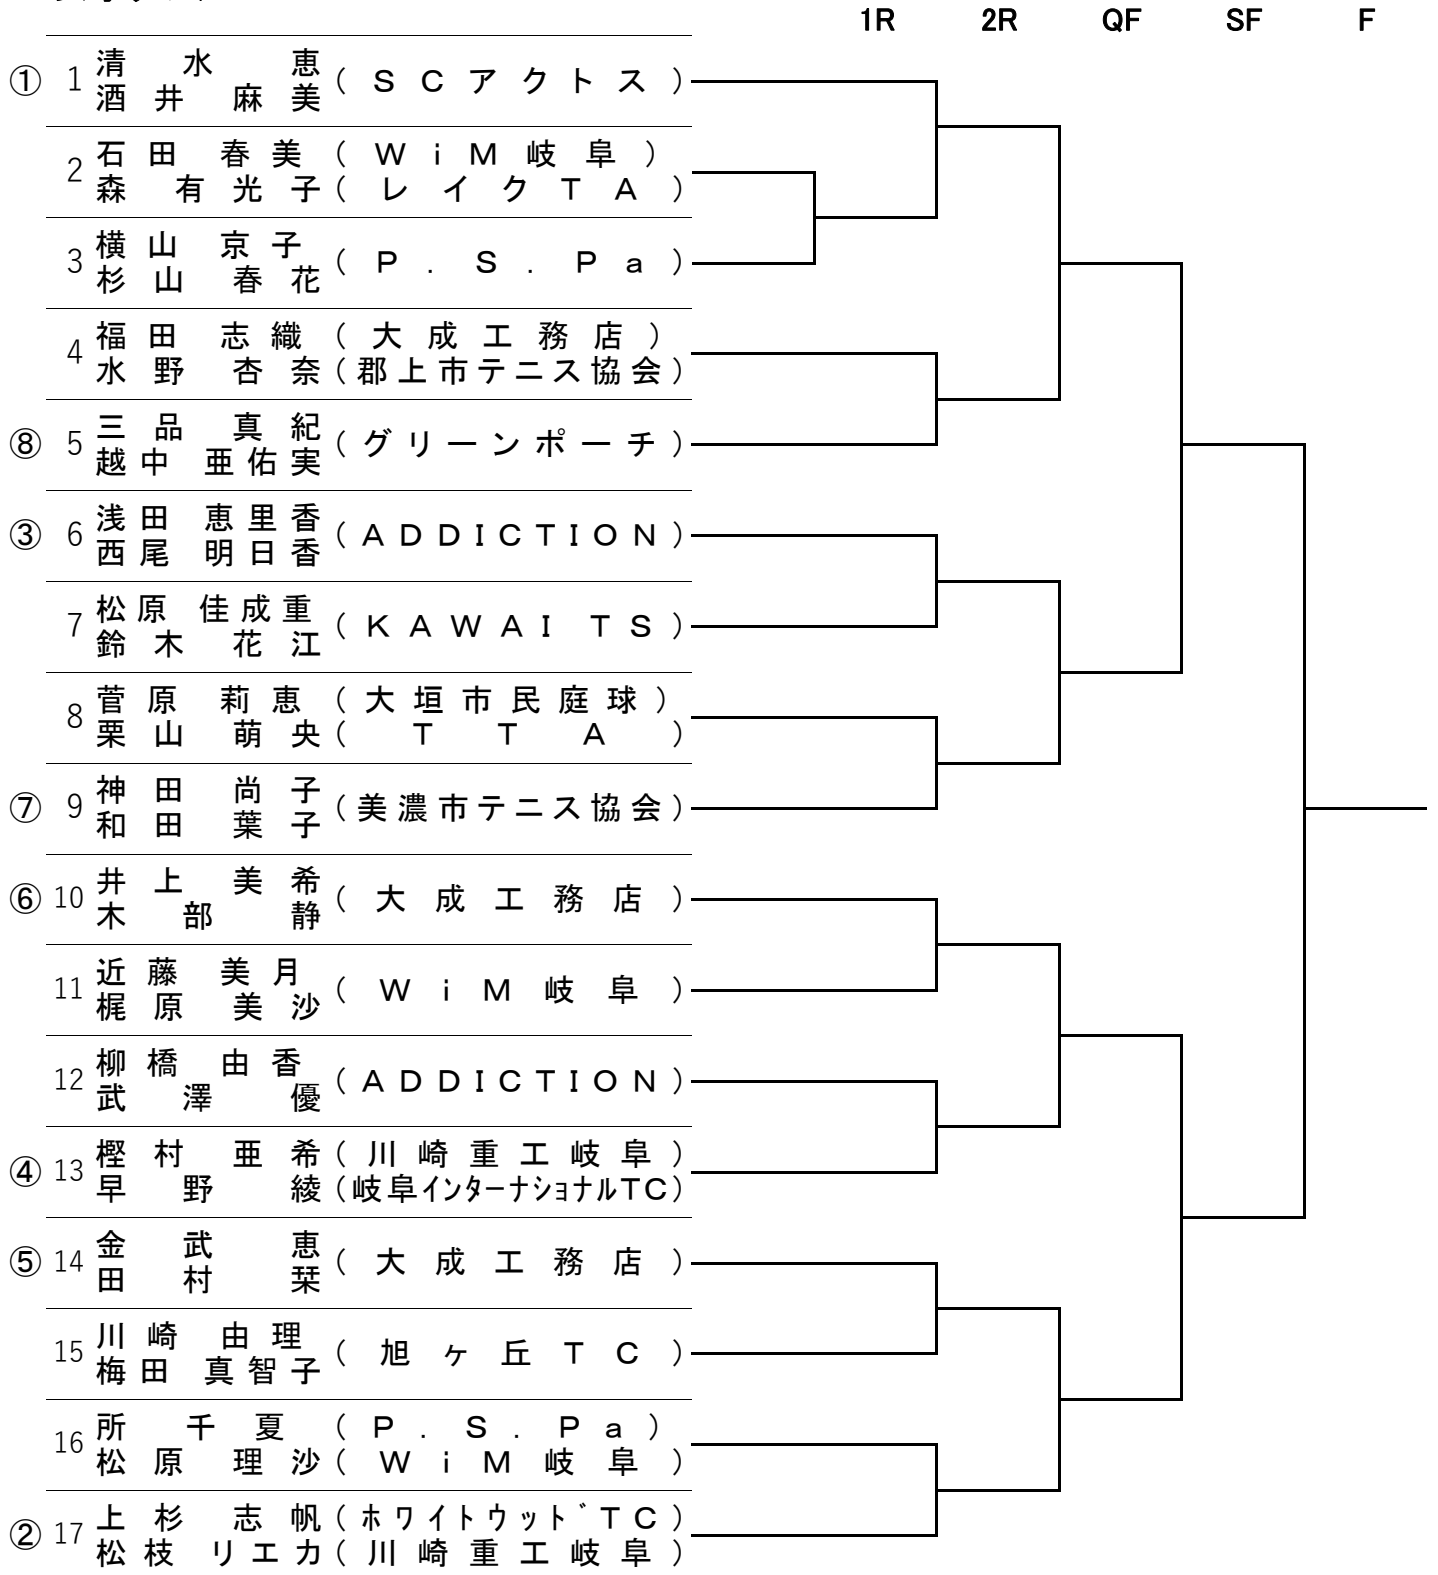 1R 2R QF SF F
① 1 清水恵 (SCアクトス)
酒井麻美
2 石田春美 (WiM岐阜)
森有光子 (レイクTA)
3 横山京子 (P.S.Pa)
杉山春花
4 福田志織 (大成工務店)
水野杏奈 (郡上市テニス協会)
⑧ 5 三品真紀 (グリーンポーチ)
越中亜佑実
③ 6 浅田恵里香 (ADDICTION)
西尾明日香
7 松原佳成重 (KAWAI TS)
鈴木花江
8 菅原莉恵 (大垣市民庭球)
栗山萌央 (TTA)
⑦ 9 神田尚子 (美濃市テニス協会)
和田葉子
⑥ 10 井上美希 (大成工務店)
木部静
11 近藤美月 (WiM岐阜)
梶原美沙
12 柳橋由香 (ADDICTION)
武澤優
④ 13 樫村亜希 (川崎重工岐阜)
早野綾 (岐阜インターナショナルTC)
⑤ 14 金武恵 (大成工務店)
田村栞
15 川崎由理 (旭ヶ丘TC)
梅田真智子
16 所千夏 (P.S.Pa)
松原理沙 (WiM岐阜)
② 17 上杉志帆 (ホワイトウッドTC)
松枝リエカ (川崎重工岐阜)